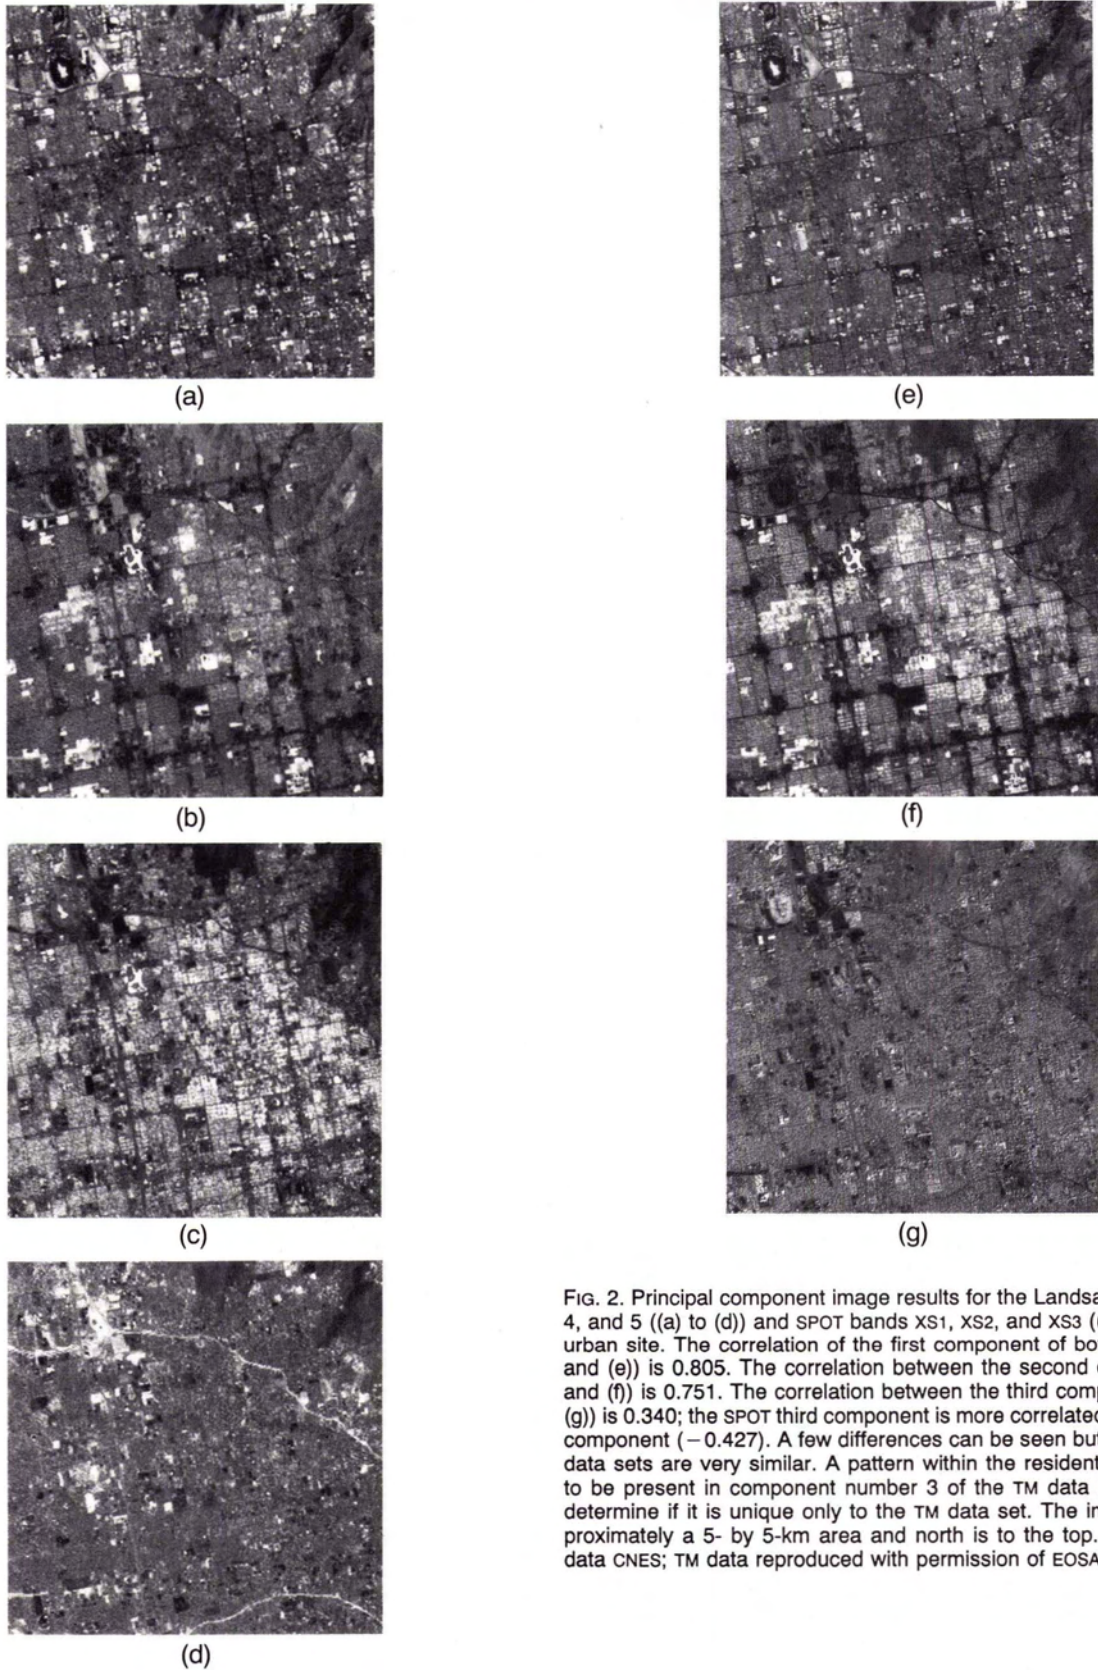 (a)
(e)
(b)
(f)
(c)
(g)
(d)
FIG. 2. Principal component image results for the Landsa
4, and 5 ((a) to (d)) and SPOT bands XS1, XS2, and XS3 (
urban site. The correlation of the first component of bo
and (e)) is 0.805. The correlation between the second
and (f)) is 0.751. The correlation between the third comp
(g)) is 0.340; the SPOT third component is more correlated
component (−0.427). A few differences can be seen but
data sets are very similar. A pattern within the resident
to be present in component number 3 of the TM data
determine if it is unique only to the TM data set. The in
proximately a 5- by 5-km area and north is to the top.
data CNES; TM data reproduced with permission of EOSA